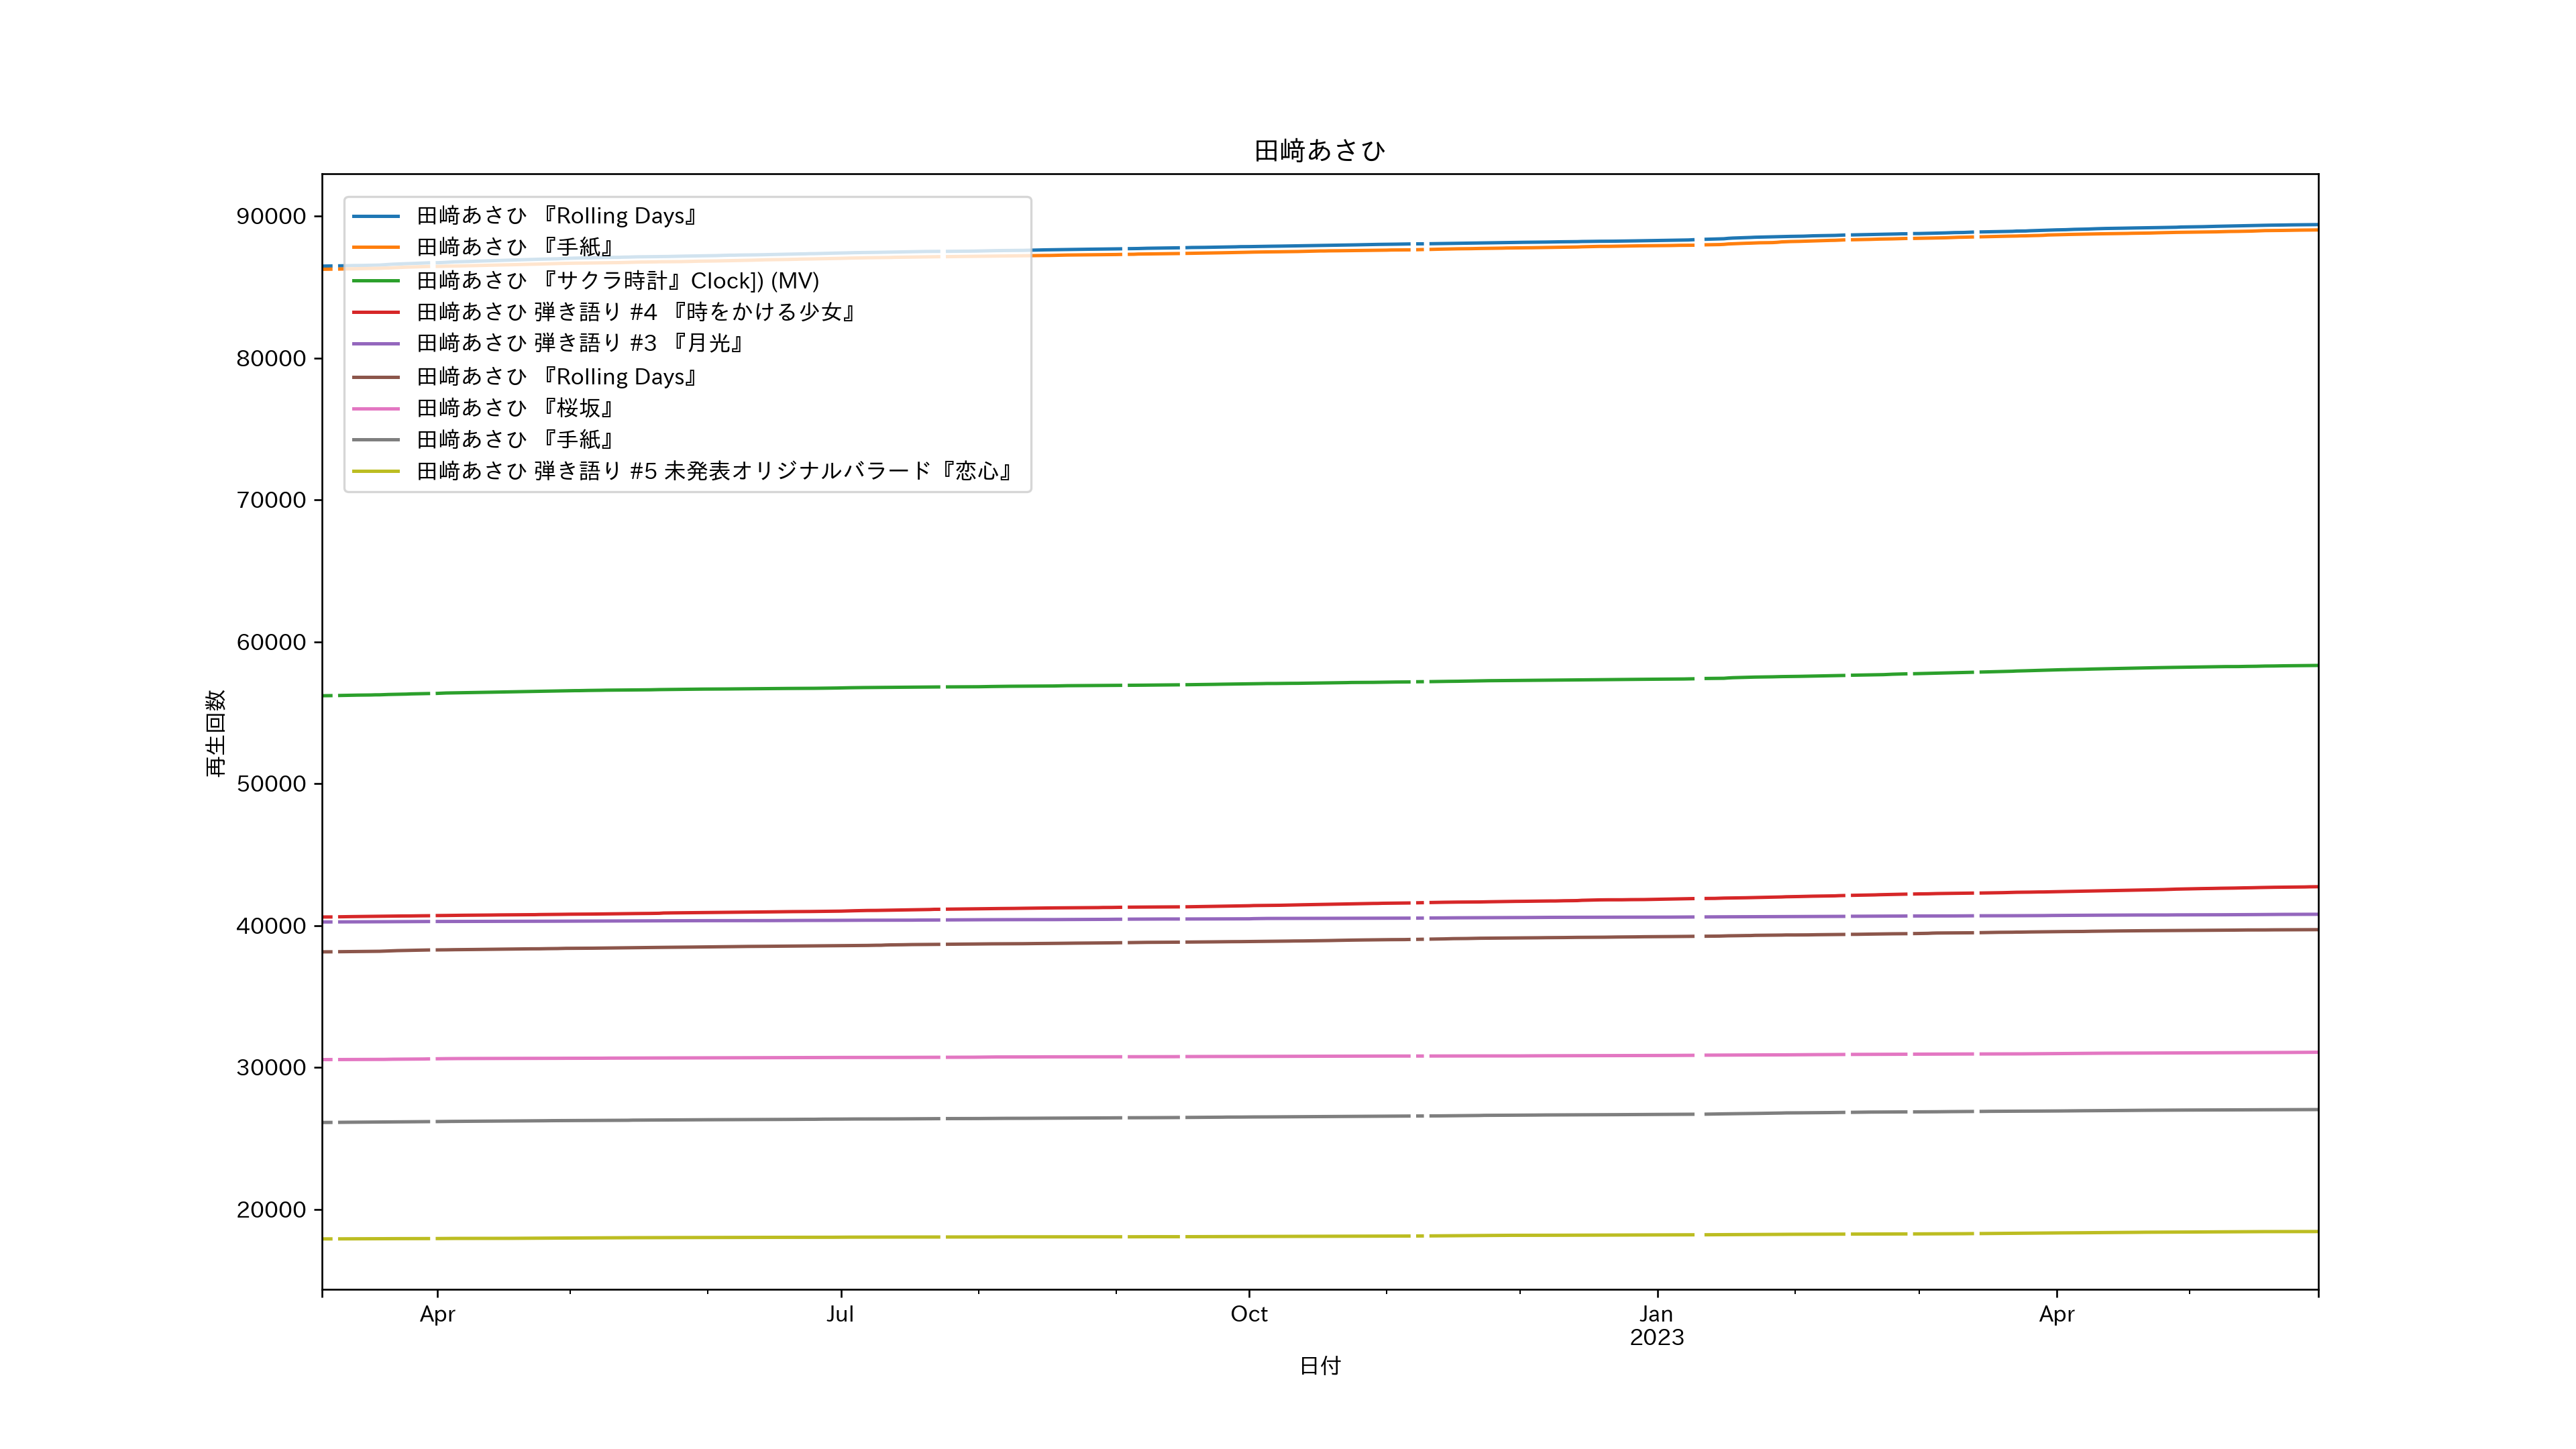 田﨑あさひ
90000
80000
70000
60000
50000
40000
30000
20000
再生回数
田﨑あさひ 『Rolling Days』
田﨑あさひ 『手紙』
田﨑あさひ 『サクラ時計』Clock]) (MV)
田﨑あさひ 弾き語り #4 『時をかける少女』
田﨑あさひ 弾き語り #3 『月光』
田﨑あさひ 『Rolling Days』
田﨑あさひ 『桜坂』
田﨑あさひ 『手紙』
田﨑あさひ 弾き語り #5 未発表オリジナルバラード『恋心』
Apr Jul Oct Jan Apr
2023
日付